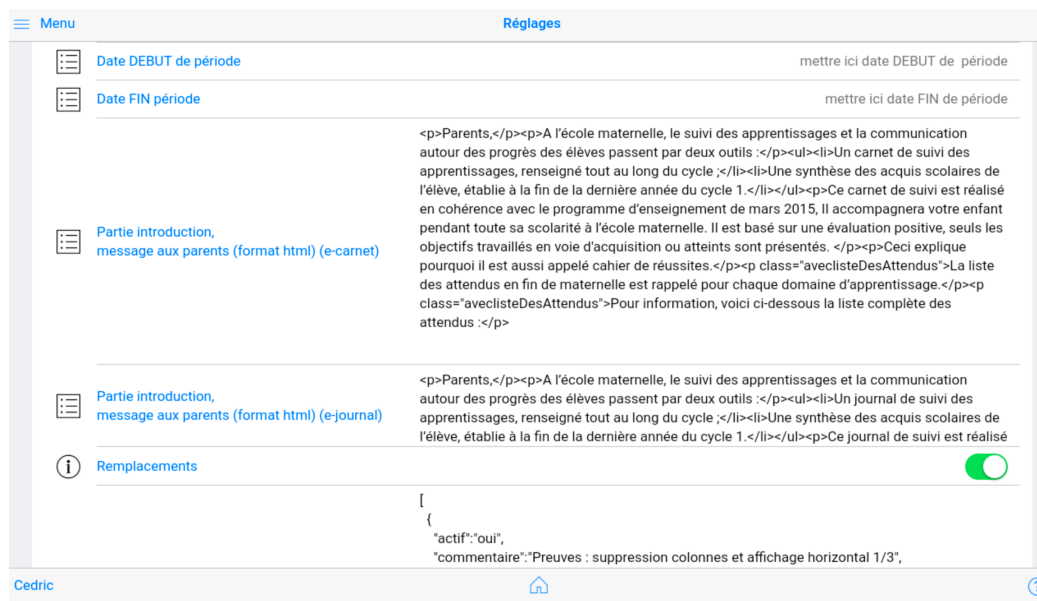 Menu
Réglages
Date DEBUT de période
mettre ici date DEBUT de  période
Date FIN période
mettre ici date FIN de période
Partie introduction,
message aux parents (format html) (e-carnet)
<p>Parents,</p><p>A l’école maternelle, le suivi des apprentissages et la communication
autour des progrès des élèves passent par deux outils :</p><ul><li>Un carnet de suivi des
apprentissages, renseigné tout au long du cycle ;</li><li>Une synthèse des acquis scolaires de
l’élève, établie à la fin de la dernière année du cycle 1.</li></ul><p>Ce carnet de suivi est réalisé
en cohérence avec le programme d’enseignement de mars 2015, Il accompagnera votre enfant
pendant toute sa scolarité à l’école maternelle. Il est basé sur une évaluation positive, seuls les
objectifs travaillés en voie d'acquisition ou atteints sont présentés. </p><p>Ceci explique
pourquoi il est aussi appelé cahier de réussites.</p><p class="aveclisteDesAttendus">La liste
des attendus en fin de maternelle est rappelé pour chaque domaine d’apprentissage.</p><p
class="aveclisteDesAttendus">Pour information, voici ci-dessous la liste complète des
attendus :</p>
Partie introduction,
message aux parents (format html) (e-journal)
<p>Parents,</p><p>A l’école maternelle, le suivi des apprentissages et la communication
autour des progrès des élèves passent par deux outils :</p><ul><li>Un journal de suivi des
apprentissages, renseigné tout au long du cycle ;</li><li>Une synthèse des acquis scolaires de
l’élève, établie à la fin de la dernière année du cycle 1.</li></ul><p>Ce journal de suivi est réalisé
Remplacements
[
{
"actif":"oui",
"commentaire":"Preuves : suppression colonnes et affichage horizontal 1/3",
Cedric